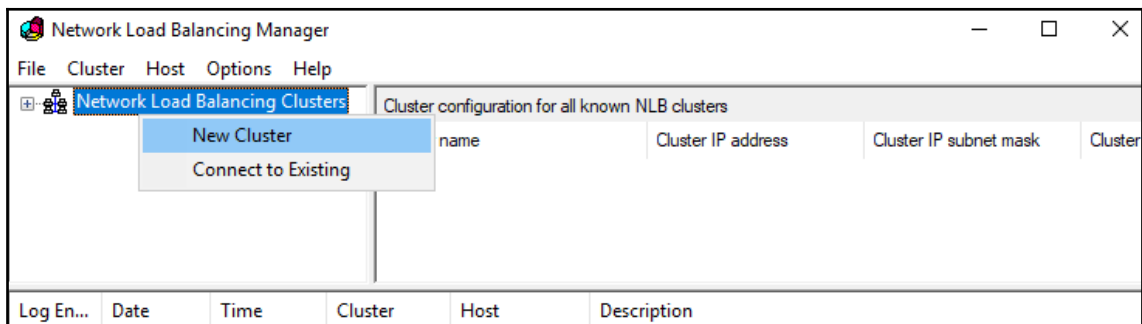 Network Load Balancing Manager
File Cluster Host Options Help
Network Load Balancing Clusters
New Cluster
Connect to Existing
Cluster configuration for all known NLB clusters
name Cluster IP address Cluster IP subnet mask Cluster
Log En... Date Time Cluster Host Description